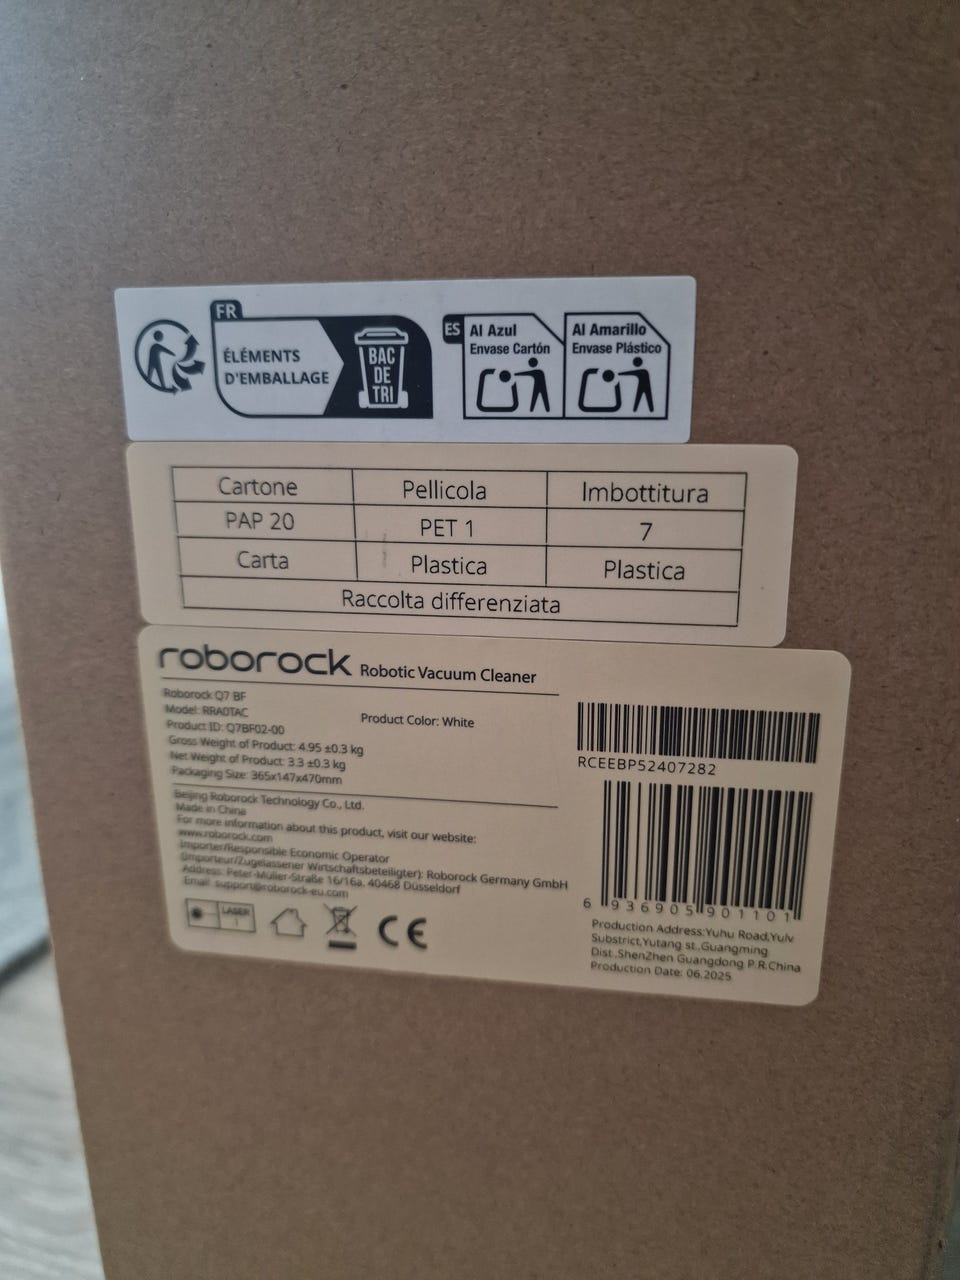 FR
ÉLÉMENTS
D'EMBALLAGE
BAC
DE
TRI
ES
Al Azul
Envase Cartón
Al Amarillo
Envase Plástico
Cartone Pellicola Imbottitura
PAP 20 PET 1 7
Carta Plastica Plastica
Raccolta differenziata
roborock Robotic Vacuum Cleaner
Roborock Q7 BF
Model: RRA0TAC
Product Color: White
Product ID: Q7BF02-00
Gross Weight of Product: 4.95 ±0.3 kg
Net Weight of Product: 3.3 ±0.3 kg
Packaging Size: 365x147x470mm
Beijing Roborock Technology Co., Ltd.
Made in China
For more information about this product, visit our website:
www.roborock.com
Importer/Responsible Economic Operator
(Importeur/Zugelassener Wirtschaftsbeteiligter): Roborock Germany GmbH
Address: Peter-Müller-Straße 16/16a, 40468 Düsseldorf
Email: support@roborock-eu.com
LASER
1
CE
RCEEBP52407282
6 936905 901101
Production Address:Yuhu Road,Yulv
Substrict,Yutang st.,Guangming
Dist.,ShenZhen Guangdong P.R.China
Production Date: 06.2025